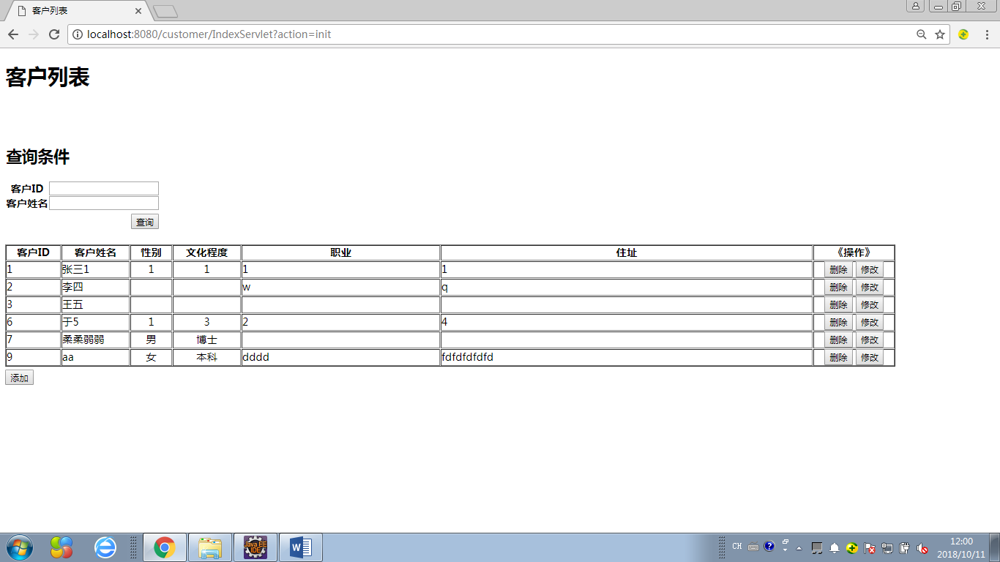 客户列表
localhost:8080/customer/IndexServlet?action=init
客户列表
查询条件
客户ID
客户姓名
查询
客户ID 客户姓名 性别 文化程度 职业 住址 《操作》
1 张三1 1 1 1 1 删除 修改
2 李四 w q 删除 修改
3 王五 删除 修改
6 于5 1 3 2 4 删除 修改
7 柔柔弱弱 男 博士 删除 修改
9 aa 女 本科 dddd fdfdfdfdfd 删除 修改
添加
Java EE
IDE
CH
12:00
2018/10/11